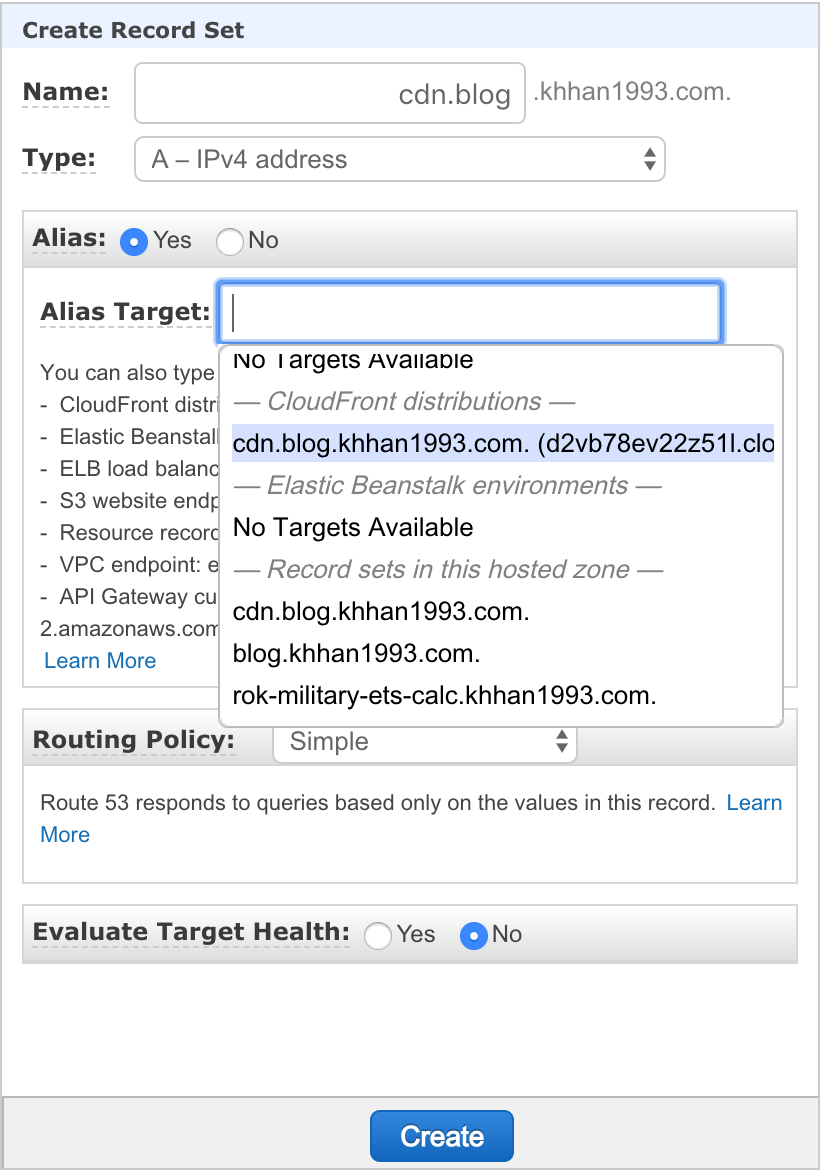 Create Record Set
Name: cdn.blog .khhan1993.com.
Type: A – IPv4 address
Alias: Yes No
Alias Target:
You can also type
- CloudFront distri
- Elastic Beanstal
- ELB load balanc
- S3 website endp
- Resource record
- VPC endpoint: e
- API Gateway cu
2.amazonaws.com
Learn More
No Targets Available
— CloudFront distributions —
cdn.blog.khhan1993.com. (d2vb78ev22z51l.clo
— Elastic Beanstalk environments —
No Targets Available
— Record sets in this hosted zone —
cdn.blog.khhan1993.com.
blog.khhan1993.com.
rok-military-ets-calc.khhan1993.com.
Routing Policy: Simple
Route 53 responds to queries based only on the values in this record. Learn
More
Evaluate Target Health: Yes No
Create